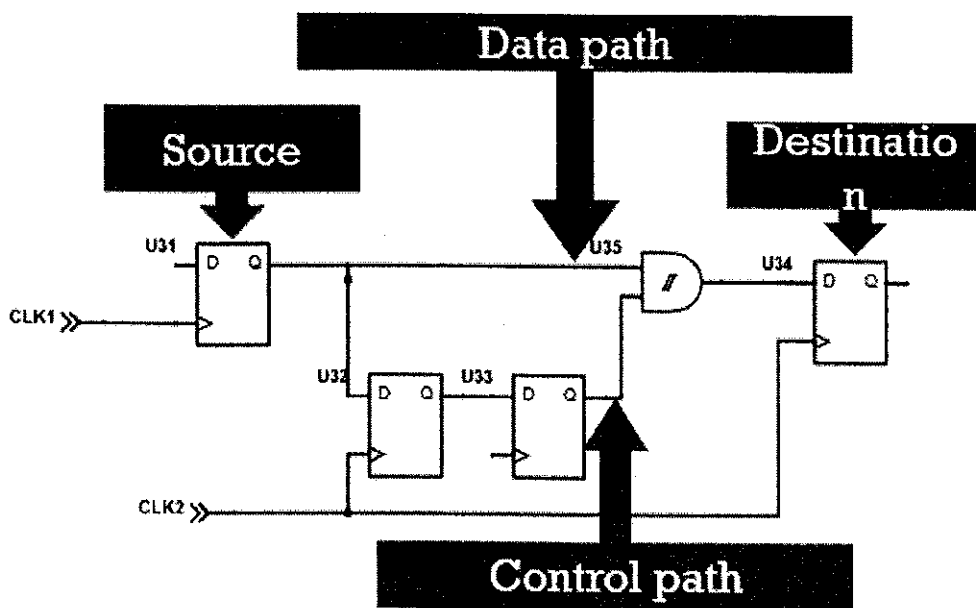 Data path
Source
Destinatio
n
U31
D Q
CLK1
U35
U34
D Q
U32
D Q
U33
D Q
CLK2
Control path